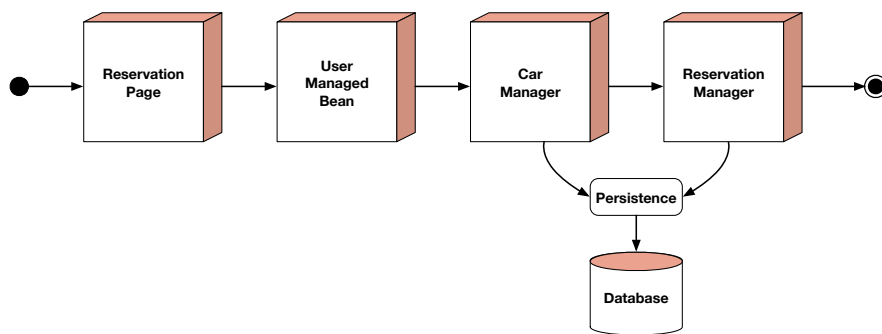 Reservation
Page
User
Managed
Bean
Car
Manager
Reservation
Manager
Persistence
Database